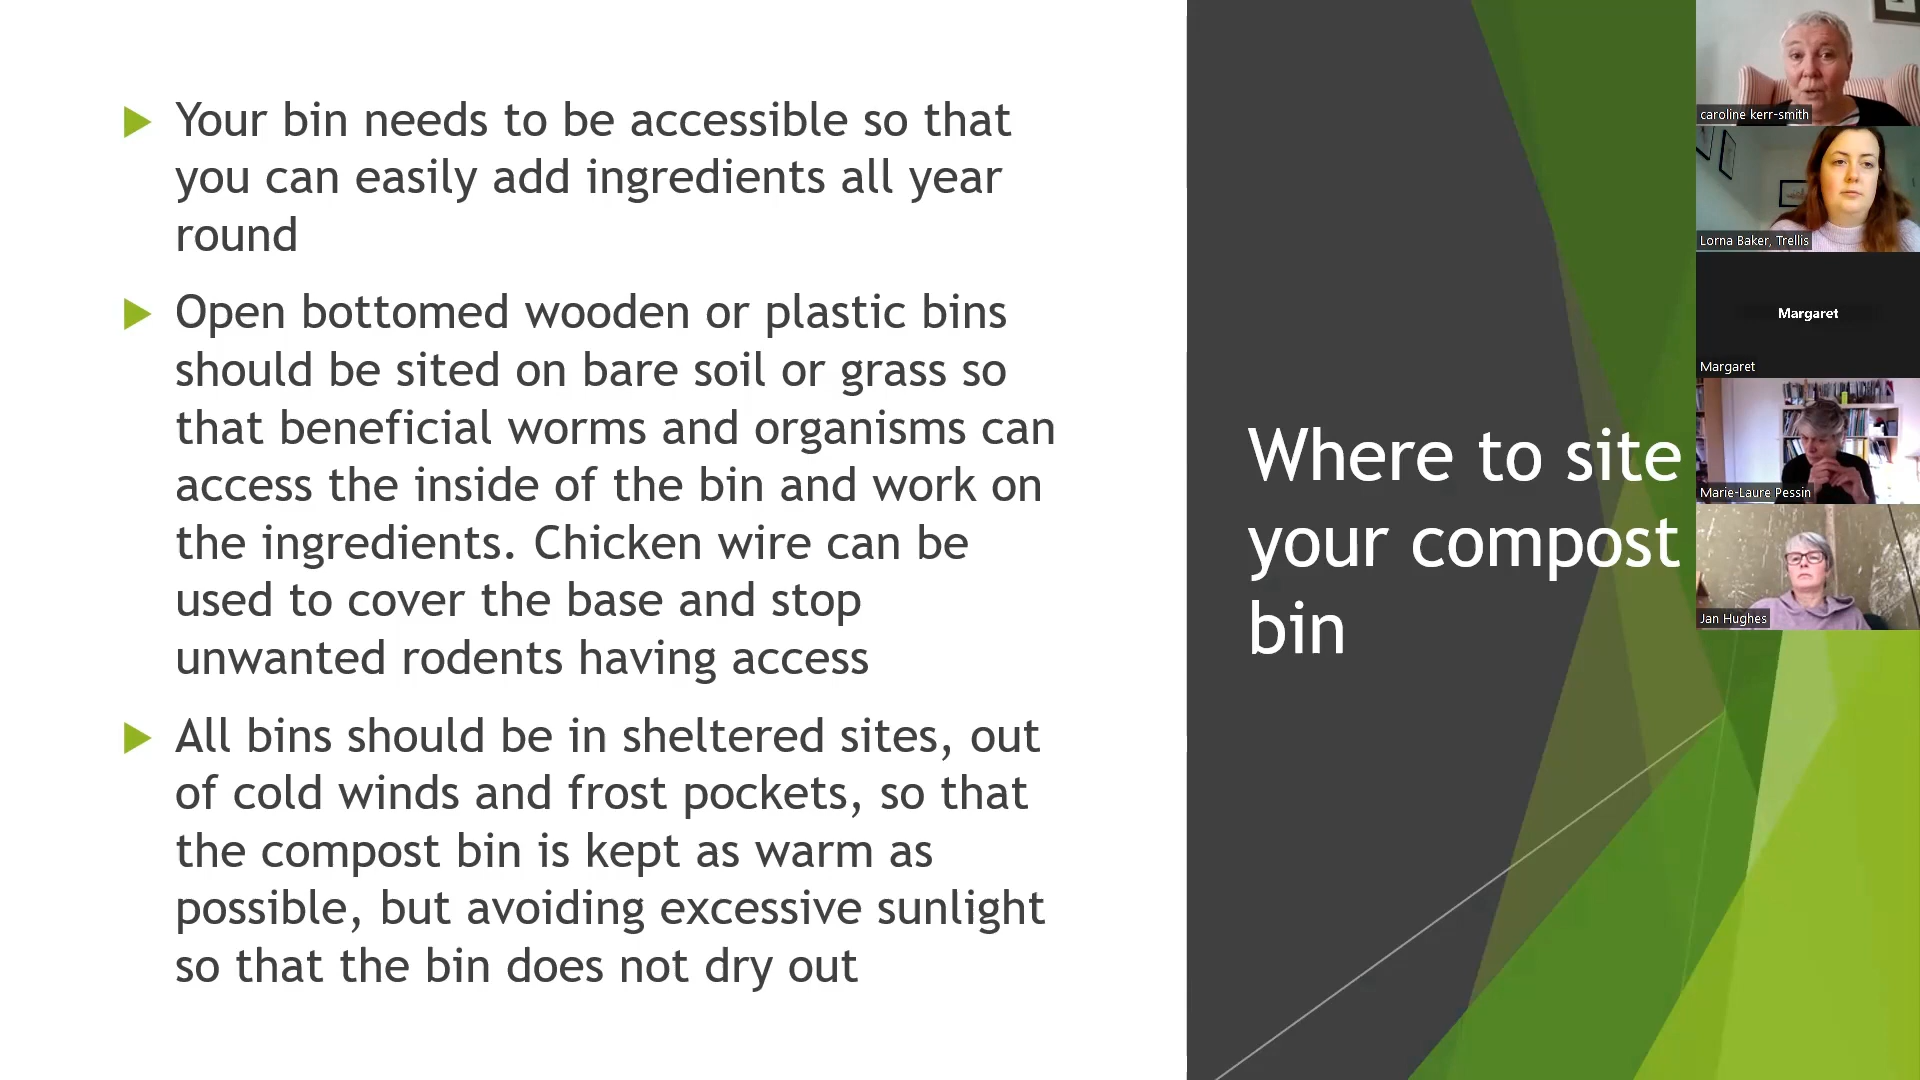 Your bin needs to be accessible so that
you can easily add ingredients all year
round
Open bottomed wooden or plastic bins
should be sited on bare soil or grass so
that beneficial worms and organisms can
access the inside of the bin and work on
the ingredients. Chicken wire can be
used to cover the base and stop
unwanted rodents having access
All bins should be in sheltered sites, out
of cold winds and frost pockets, so that
the compost bin is kept as warm as
possible, but avoiding excessive sunlight
so that the bin does not dry out
Where to site
your compost
bin
caroline kerr-smith
Lorna Baker, Trellis
Margaret
Margaret
Marie-Laure Pessin
Jan Hughes